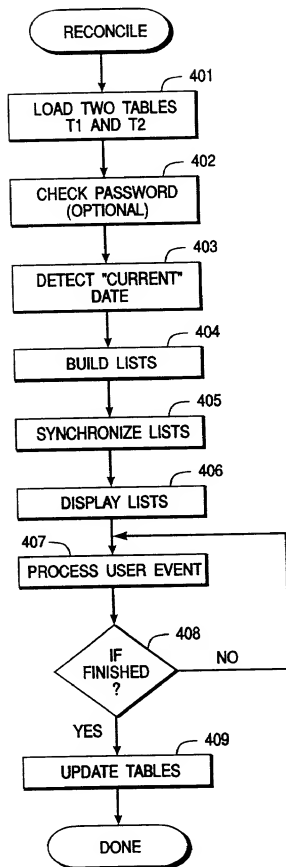 RECONCILE
401
LOAD TWO TABLES
T1 AND T2
402
CHECK PASSWORD
(OPTIONAL)
403
DETECT "CURRENT"
DATE
404
BUILD LISTS
405
SYNCHRONIZE LISTS
406
DISPLAY LISTS
407
PROCESS USER EVENT
408
IF
FINISHED
?
NO
YES
409
UPDATE TABLES
DONE